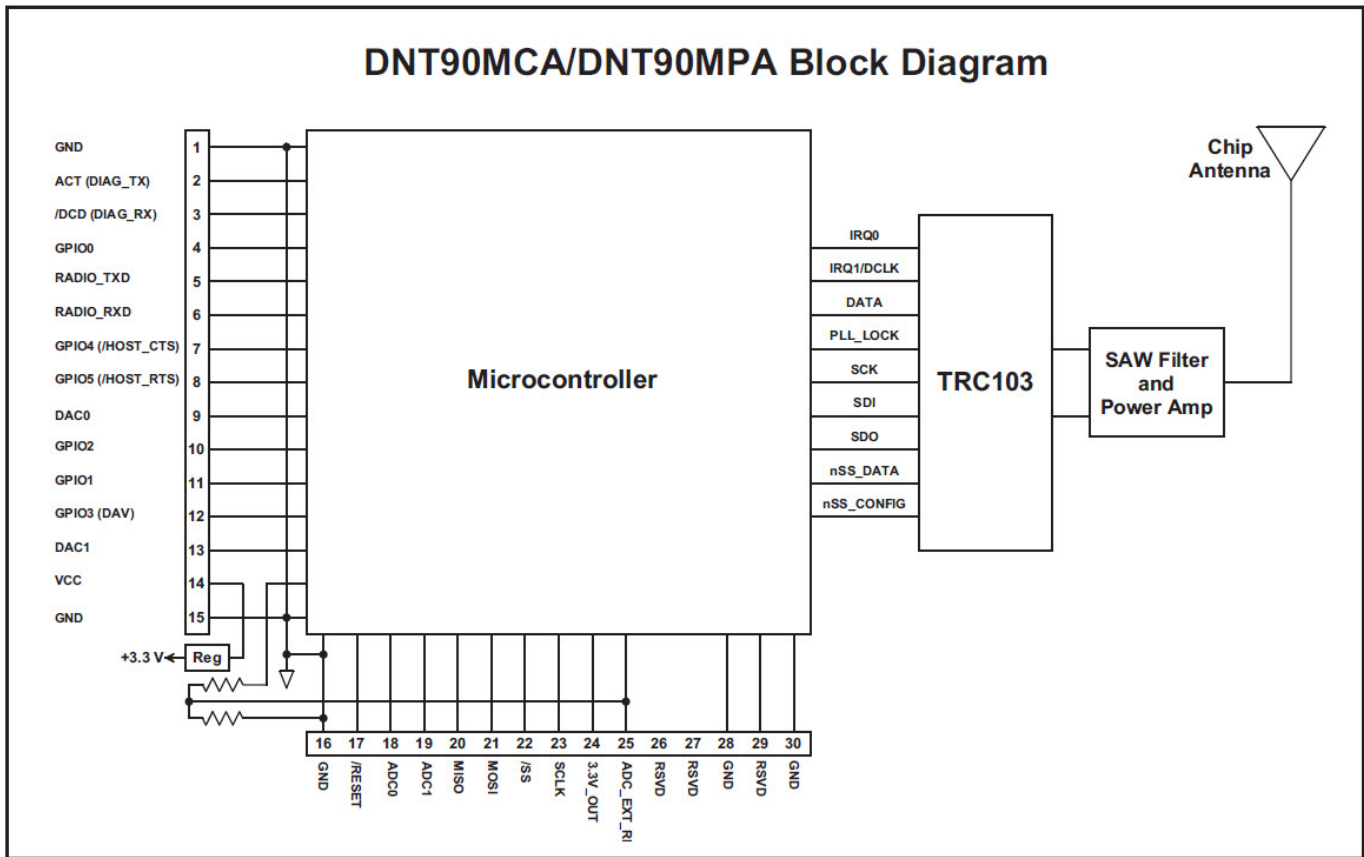 DNT90MCA/DNT90MPA Block Diagram
GND 1
ACT (DIAG_TX) 2
/DCD (DIAG_RX) 3
GPIO0 4
RADIO_TXD 5
RADIO_RXD 6
GPIO4 (/HOST_CTS) 7
GPIO5 (/HOST_RTS) 8
DAC0 9
GPIO2 10
GPIO1 11
GPIO3 (DAV) 12
DAC1 13
VCC 14
GND 15
+3.3 V
Reg
Microcontroller
IRQ0
IRQ1/DCLK
DATA
PLL_LOCK
SCK
SDI
SDO
nSS_DATA
nSS_CONFIG
TRC103
SAW Filter
and
Power Amp
Chip
Antenna
16 17 18 19 20 21 22 23 24 25 26 27 28 29 30
GND
/RESET
ADC0
ADC1
MISO
MOSI
/SS
SCLK
3.3V_OUT
ADC_EXT_RI
RSVD
RSVD
GND
RSVD
GND